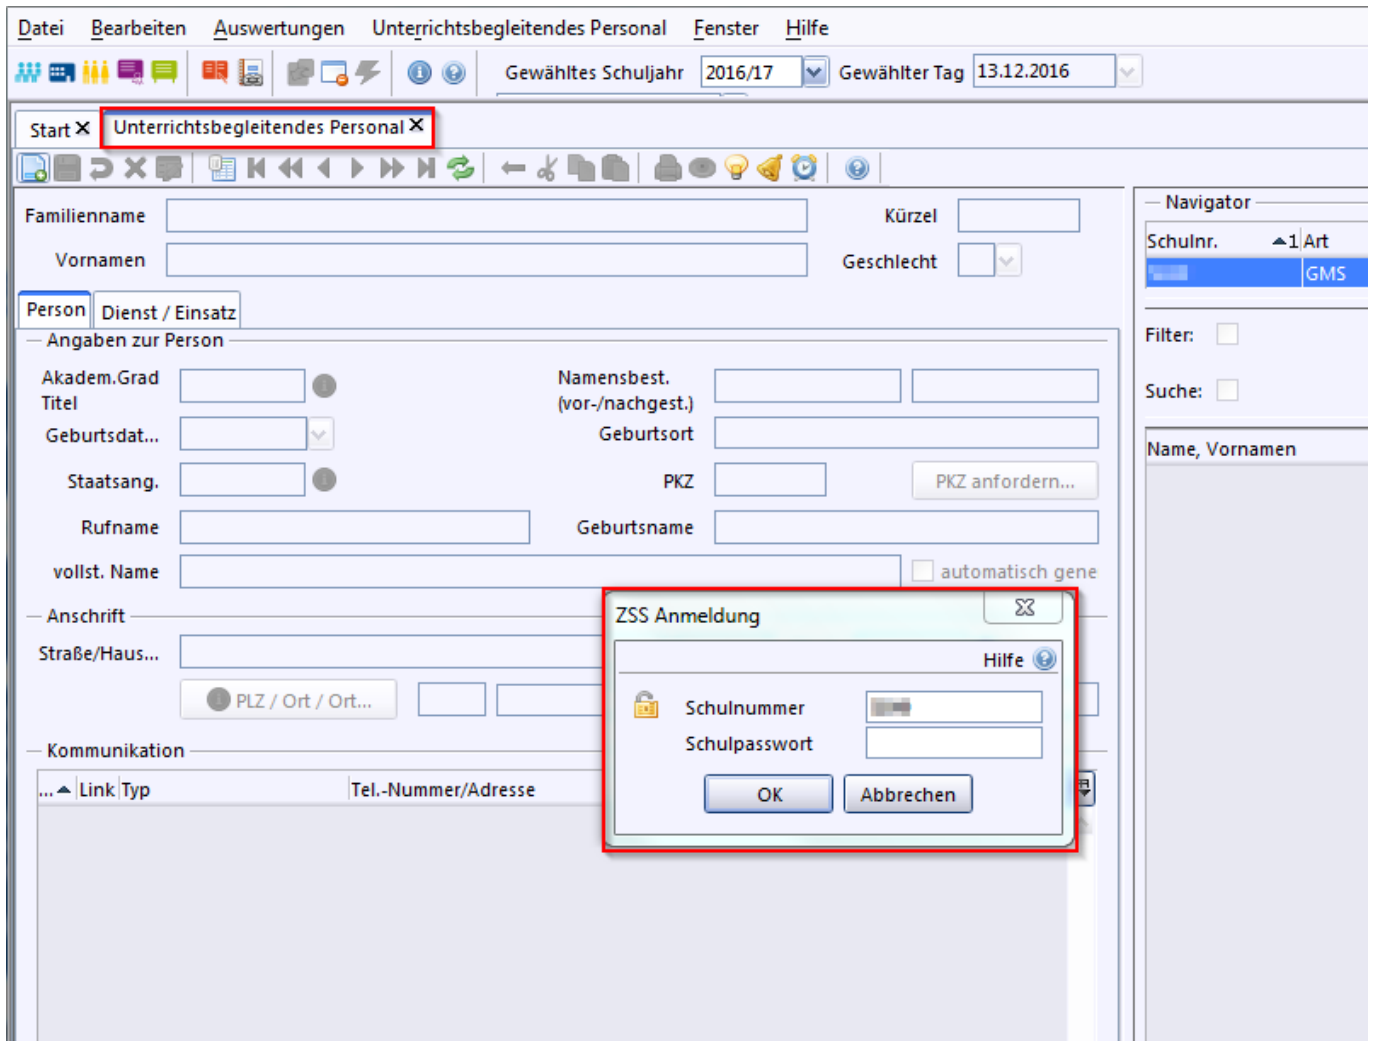 Datei Bearbeiten Auswertungen Unterrichtsbegleitendes Personal Fenster Hilfe
Gewähltes Schuljahr 2016/17 Gewählter Tag 13.12.2016
Start Unterrichtsbegleitendes Personal
Familienname Kürzel
Vornamen Geschlecht
Person Dienst / Einsatz
Angaben zur Person
Akadem.Grad Titel Namensbest. (vor-/nachgest.)
Geburtsdat... Geburtsort
Staatsang. PKZ PKZ anfordern...
Rufname Geburtsname
vollst. Name automatisch gene
Anschrift
Straße/Haus...
PLZ / Ort / Ort...
Kommunikation
... Link Typ Tel.-Nummer/Adresse
ZSS Anmeldung
Hilfe
Schulnummer
Schulpasswort
OK Abbrechen
Navigator
Schulnr. 1 Art
GMS
Filter:
Suche:
Name, Vornamen